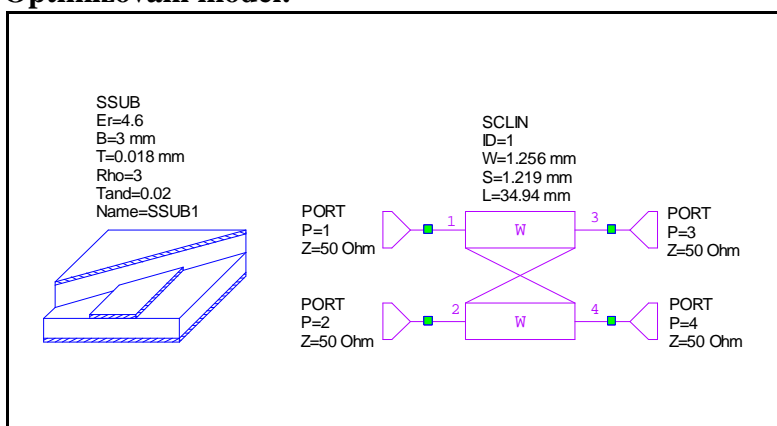 Optimizovani model:
SSUB
Er=4.6
B=3 mm
T=0.018 mm
Rho=3
Tand=0.02
Name=SSUB1
SCLIN
ID=1
W=1.256 mm
S=1.219 mm
L=34.94 mm
PORT
P=1
Z=50 Ohm
1
W
3
PORT
P=3
Z=50 Ohm
PORT
P=2
Z=50 Ohm
2
W
4
PORT
P=4
Z=50 Ohm